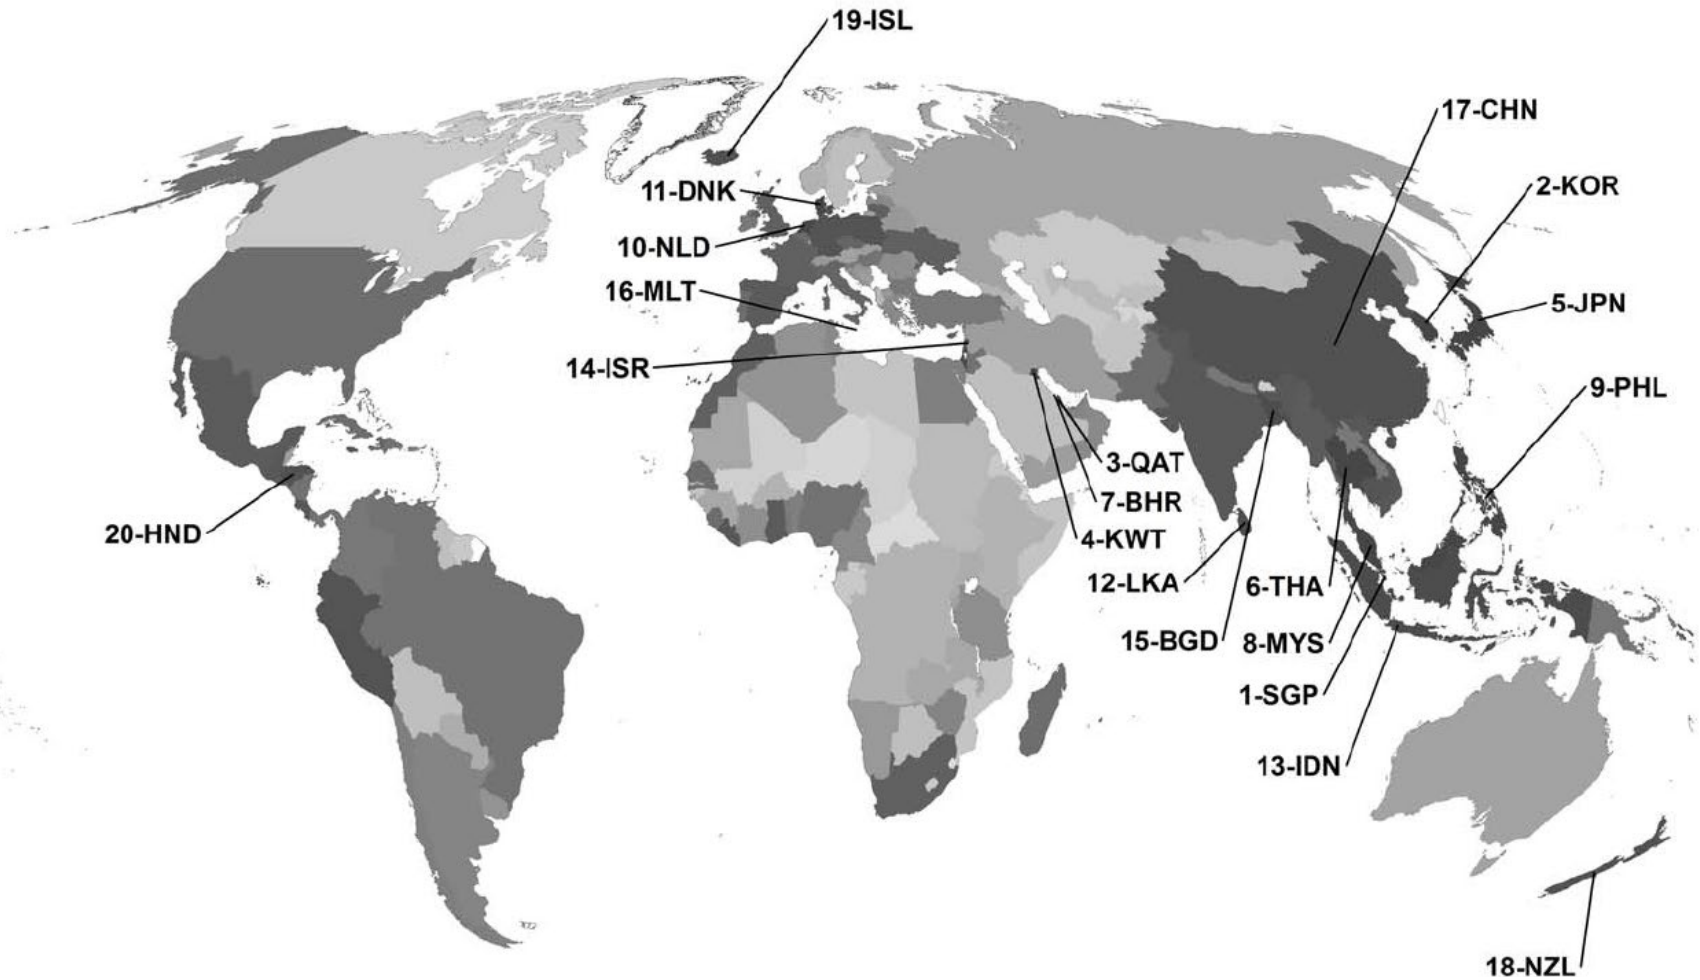 19-ISL
17-CHN
11-DNK
2-KOR
10-NLD
16-MLT
5-JPN
14-ISR
9-PHL
3-QAT
7-BHR
20-HND
4-KWT
12-LKA
6-THA
15-BGD
8-MYS
1-SGP
13-IDN
18-NZL